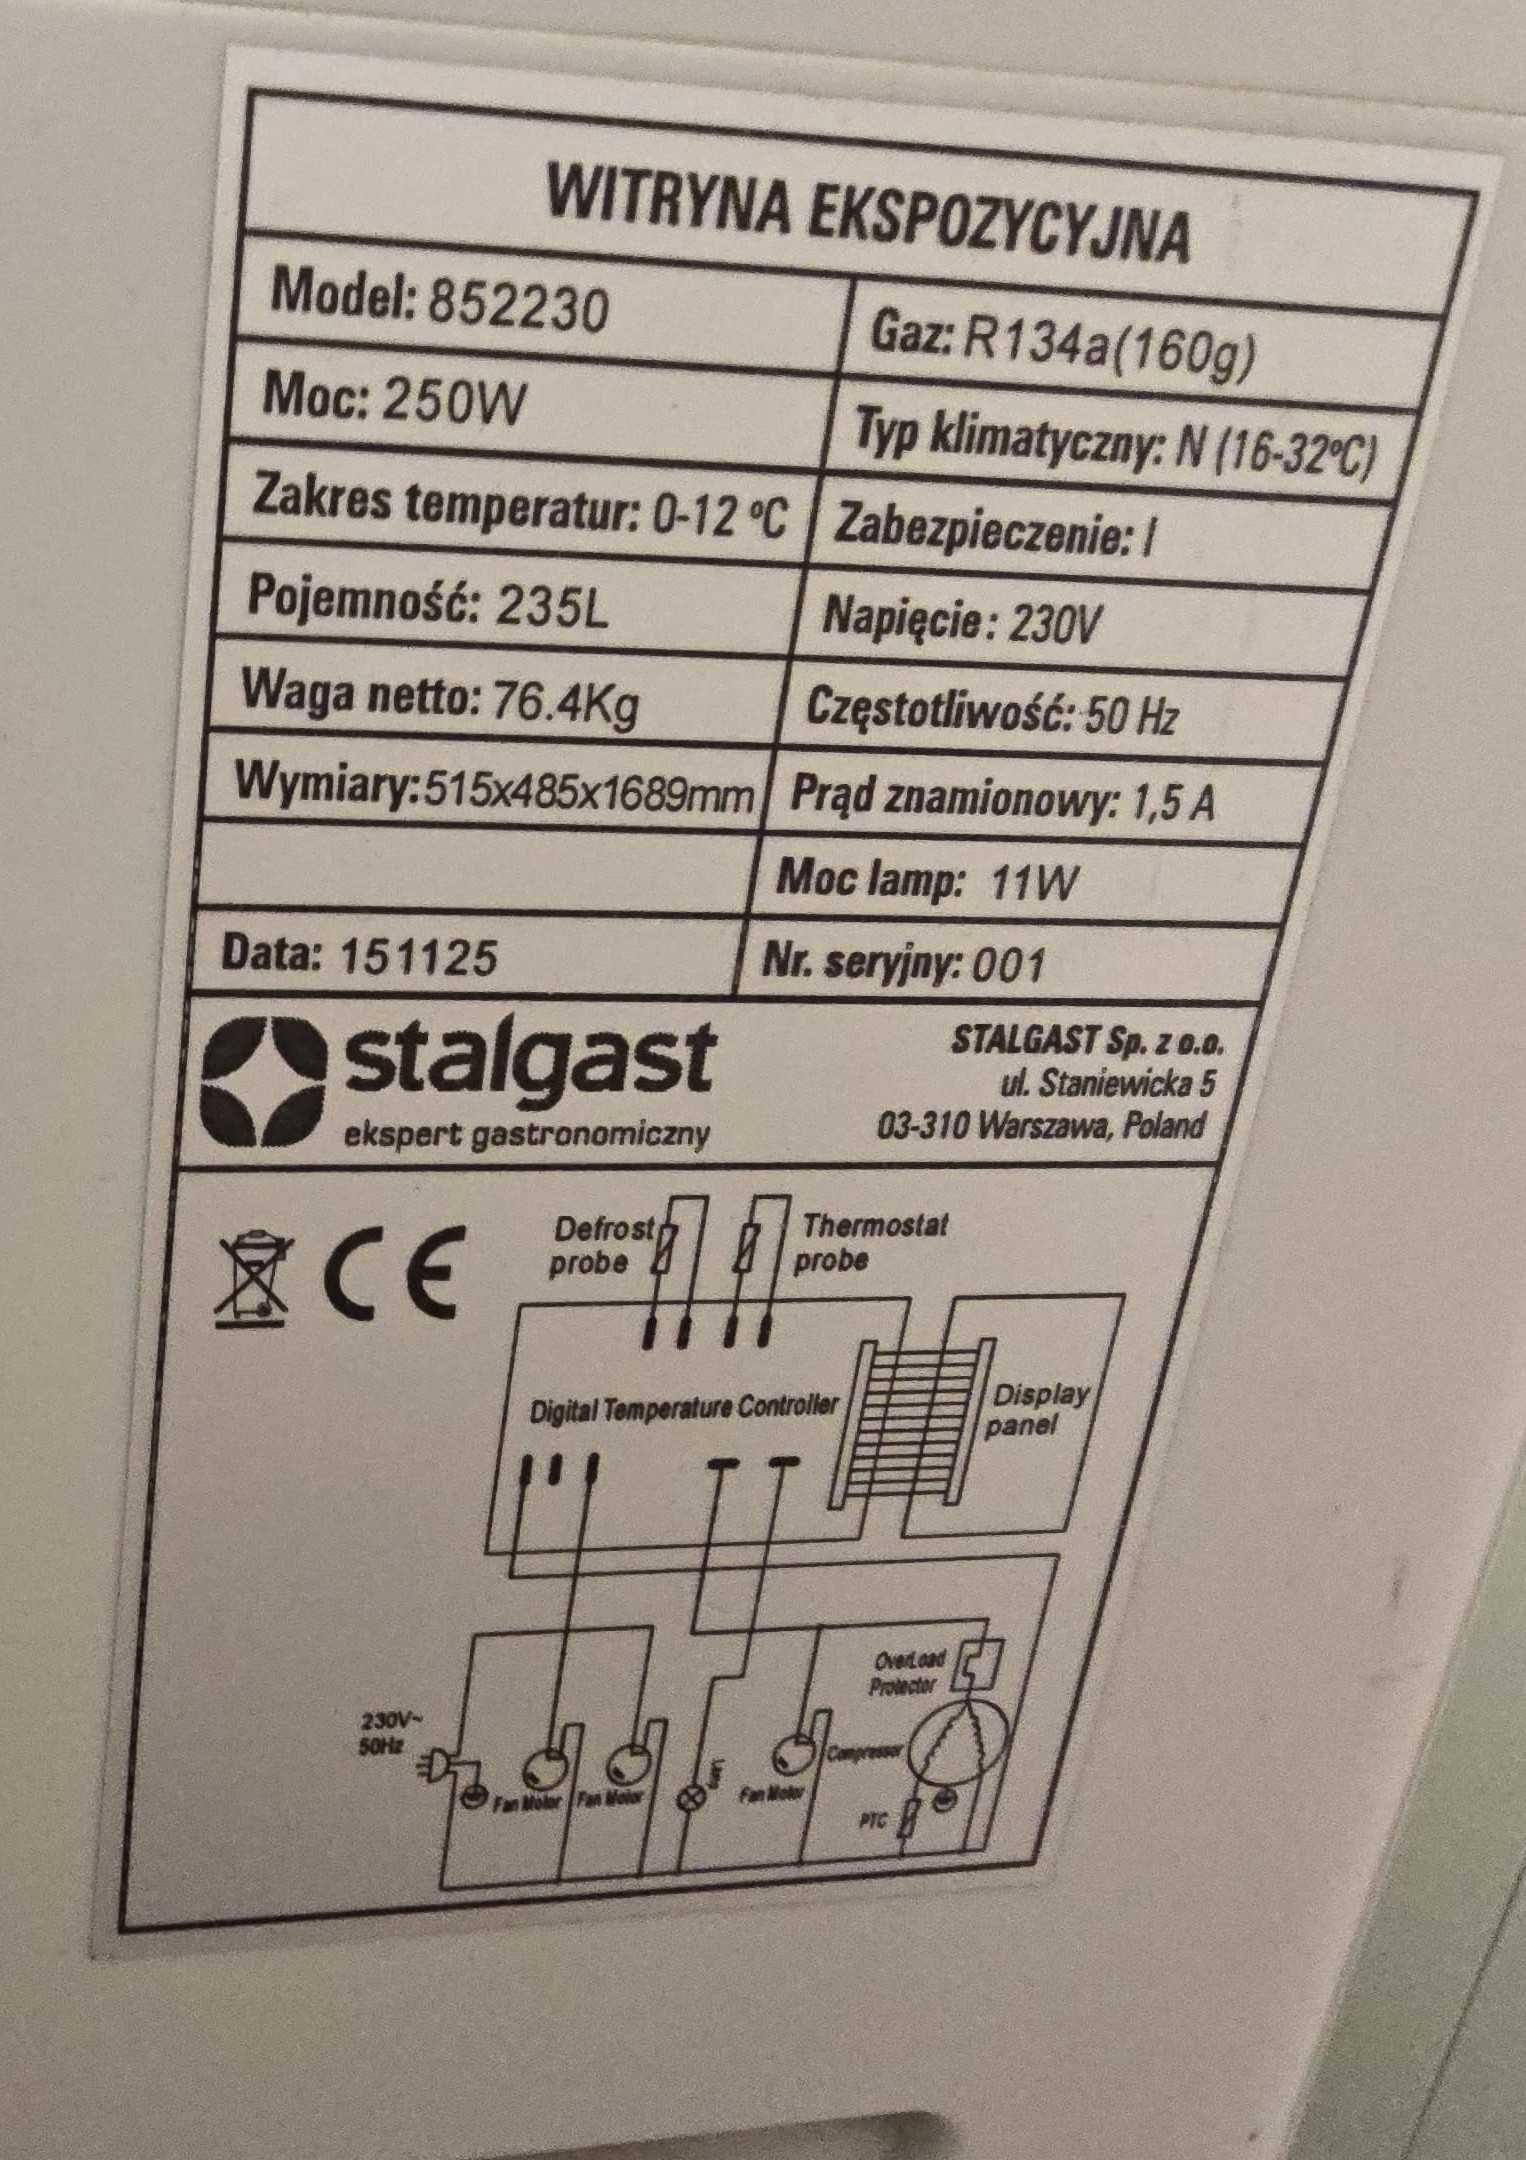 WITRYNA EKSPOZYCYJNA
Model: 852230
Gaz: R134a(160g)
Moc: 250W
Typ klimatyczny: N (16-32ºC)
Zakres temperatur: 0-12 ºC
Zabezpieczenie: I
Pojemność: 235L
Napięcie: 230V
Waga netto: 76.4Kg
Częstotliwość: 50 Hz
Wymiary:515x485x1689mm
Prąd znamionowy: 1,5 A
Moc lamp: 11W
Data: 151125
Nr. seryjny: 001
stalgast
ekspert gastronomiczny
STALGAST Sp. z o.o.
ul. Staniewicka 5
03-310 Warszawa, Poland
CE
Defrost
probe
Thermostat
probe
Digital Temperature Controller
Display
panel
OverLoad
Protector
230V~
50Hz
Fan Motor
Fan Motor
Lamp
Fan Motor
Compressor
PTC